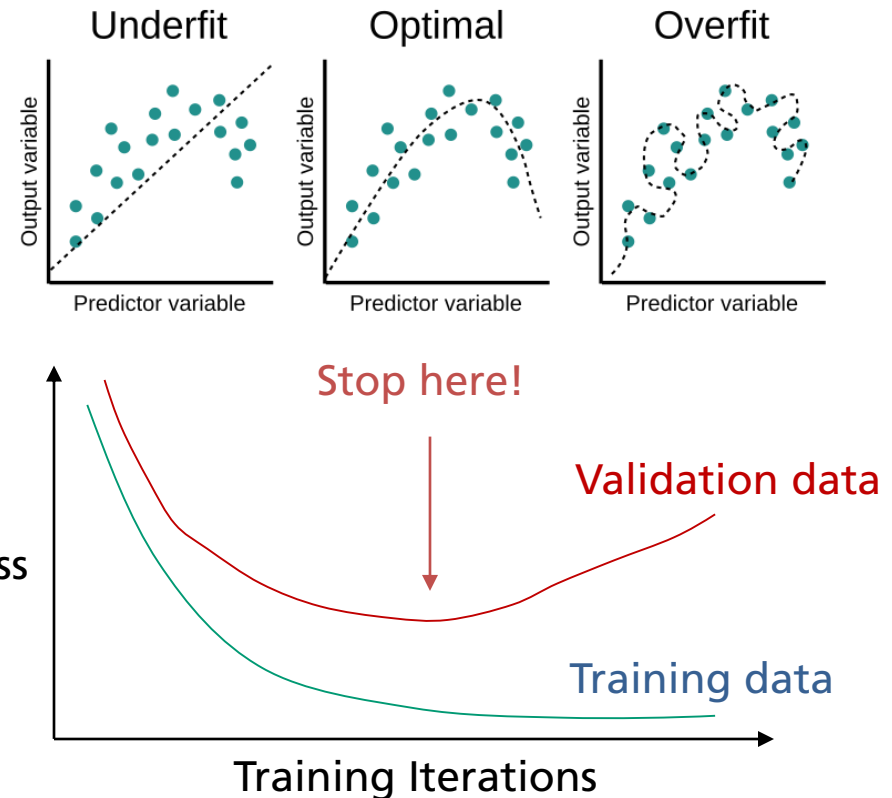 Underfit
Optimal
Overfit
Output variable
Output variable
Output variable
Predictor variable
Predictor variable
Predictor variable
Stop here!
Validation data
ss
Training data
Training Iterations